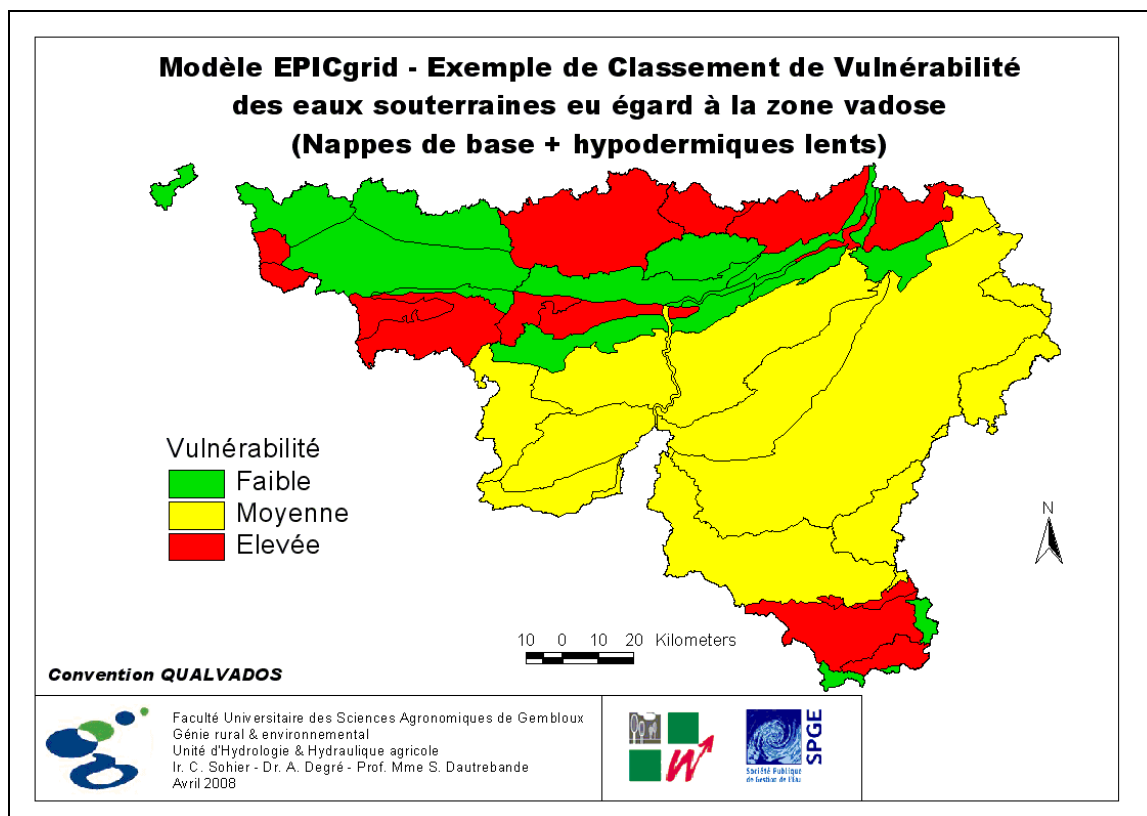 Modèle EPICgrid - Exemple de Classement de Vulnérabilité
des eaux souterraines eu égard à la zone vadose
(Nappes de base + hypodermiques lents)
Vulnérabilité
Faible
Moyenne
Elevée
N
10 0 10 20 Kilometers
Convention QUALVADOS
Faculté Universitaire des Sciences Agronomiques de Gembloux
Génie rural & environnemental
Unité d'Hydrologie & Hydraulique agricole
Ir. C. Sohier - Dr. A. Degré - Prof. Mme S. Dautrebande
Avril 2008
W
SPGE
Société Publique
de Gestion de l'Eau